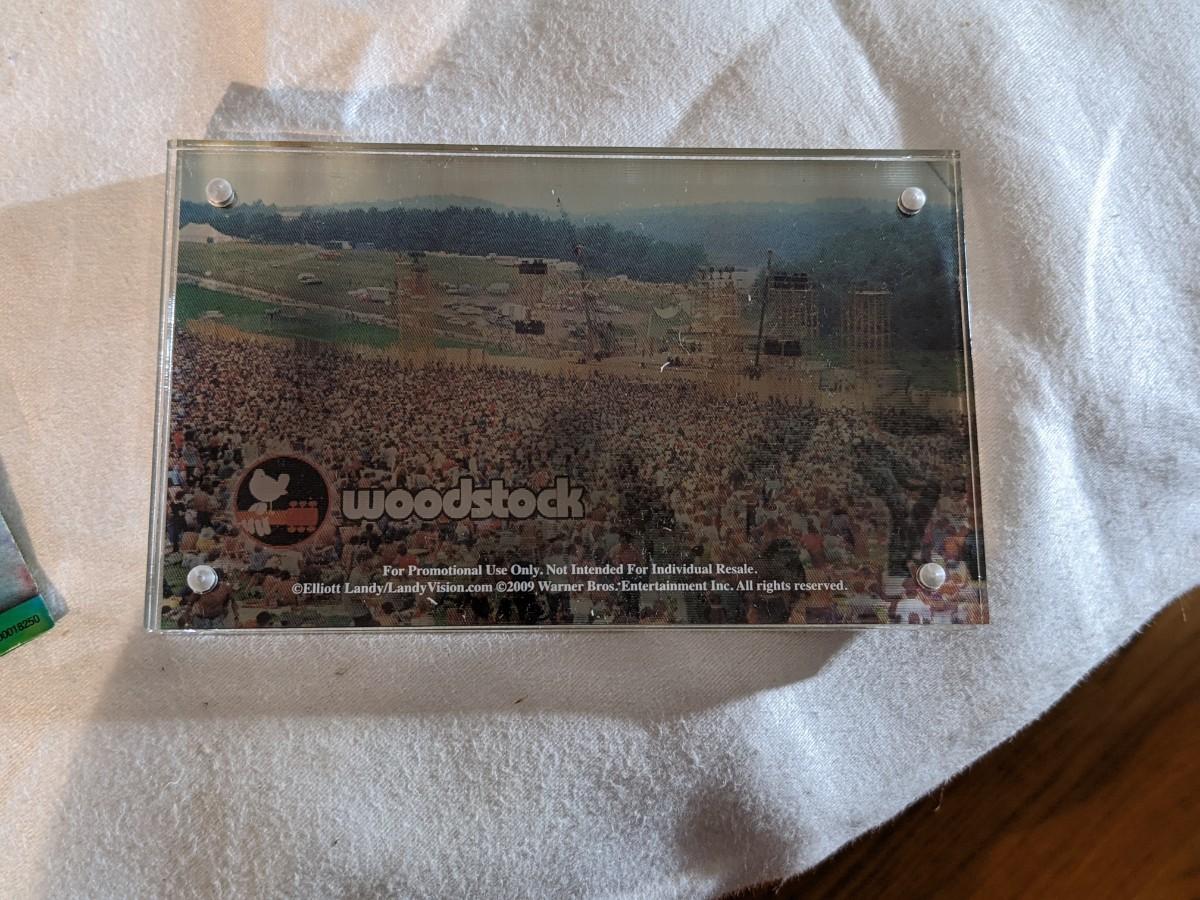 woodstock
For Promotional Use Only. Not Intended For Individual Resale.
©Elliott Landy/LandyVision.com ©2009 Warner Bros. Entertainment Inc. All rights reserved.
00018250